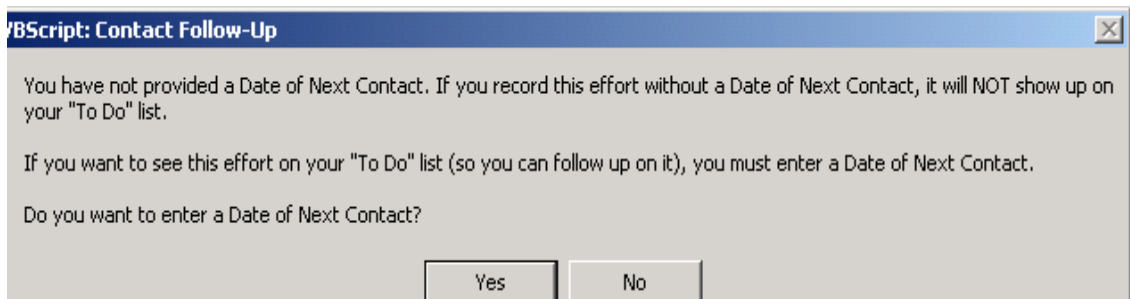 VBScript: Contact Follow-Up
You have not provided a Date of Next Contact. If you record this effort without a Date of Next Contact, it will NOT show up on
your "To Do" list.
If you want to see this effort on your "To Do" list (so you can follow up on it), you must enter a Date of Next Contact.
Do you want to enter a Date of Next Contact?
Yes No